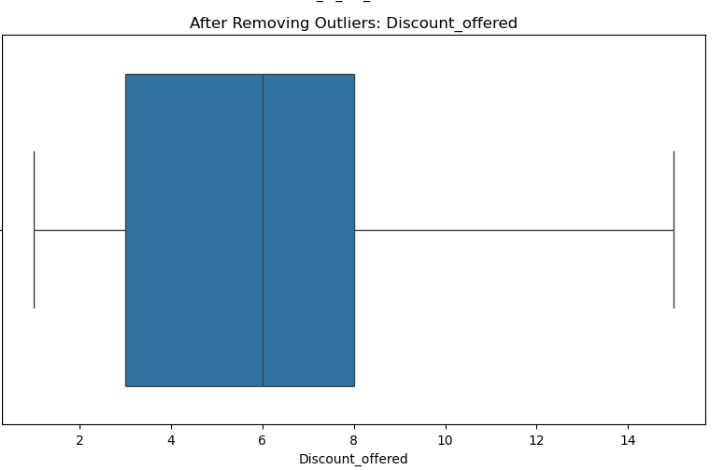 After Removing Outliers: Discount_offered
2 4 6 8 10 12 14
Discount_offered